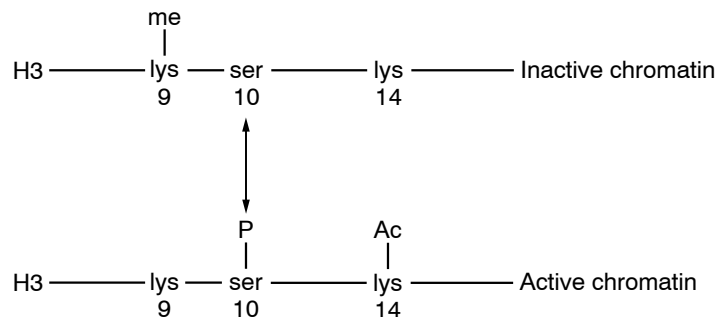 me
H3 lys ser lys Inactive chromatin
9 10 14
P Ac
H3 lys ser lys Active chromatin
9 10 14